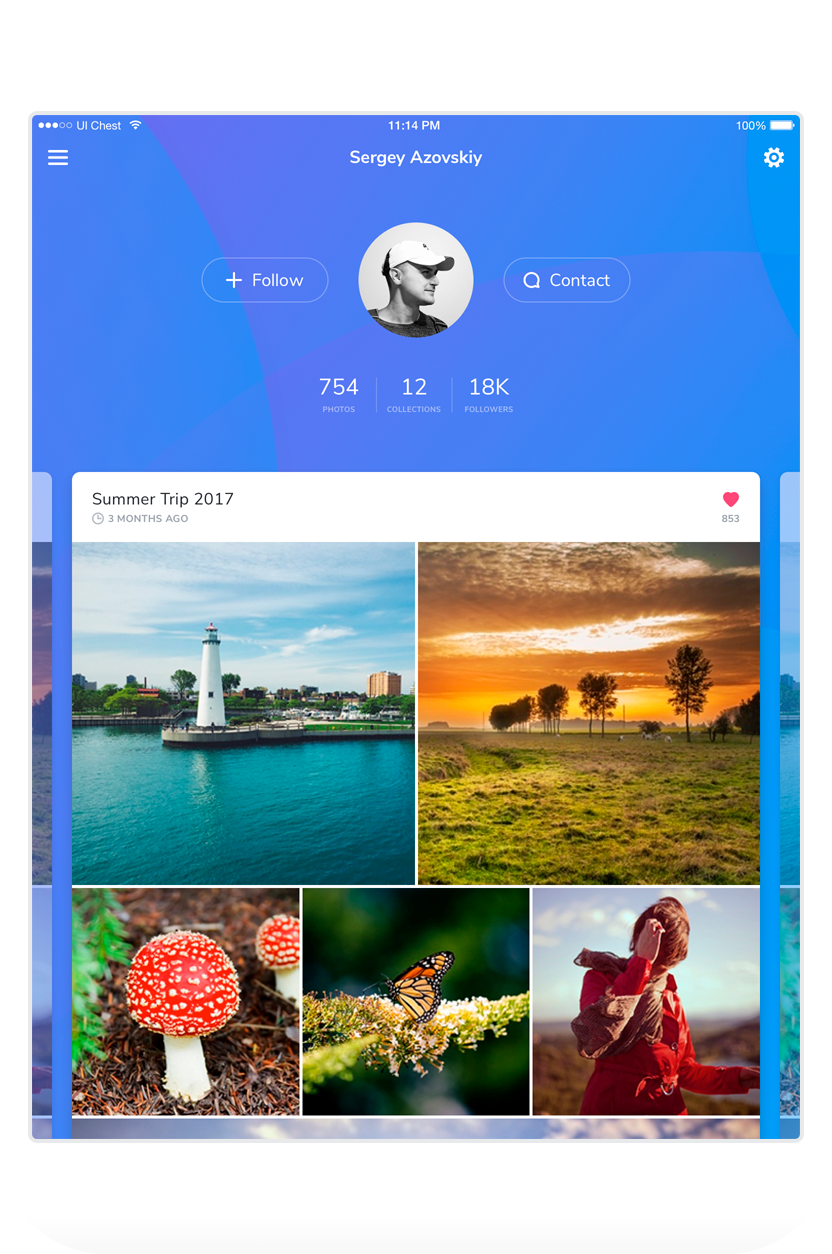 UI Chest 11:14 PM 100%
Sergey Azovskiy
Follow Contact
754 12 18K
PHOTOS COLLECTIONS FOLLOWERS
Summer Trip 2017
3 MONTHS AGO 853